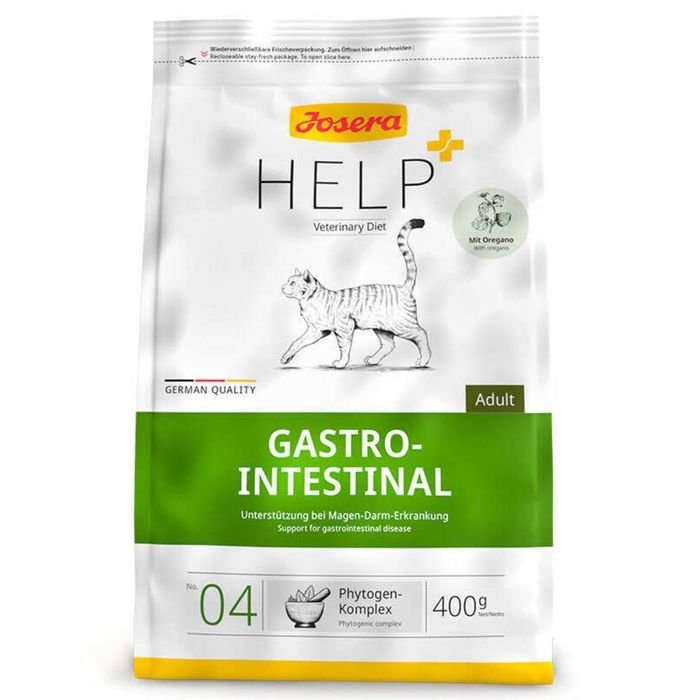 Wiederverschließbare Frischeverpackung. Zum Öffnen hier aufschneiden |
Recloseable stay-fresh package. To open slice here.
Josera
HELP+
Veterinary Diet
Mit Oregano
With oregano
GERMAN QUALITY
Adult
GASTRO-
INTESTINAL
Unterstützung bei Magen-Darm-Erkrankung
Support for gastrointestinal disease
No.
04
Phytogen-
Komplex
Phytogenic complex
400g
Net/Netto